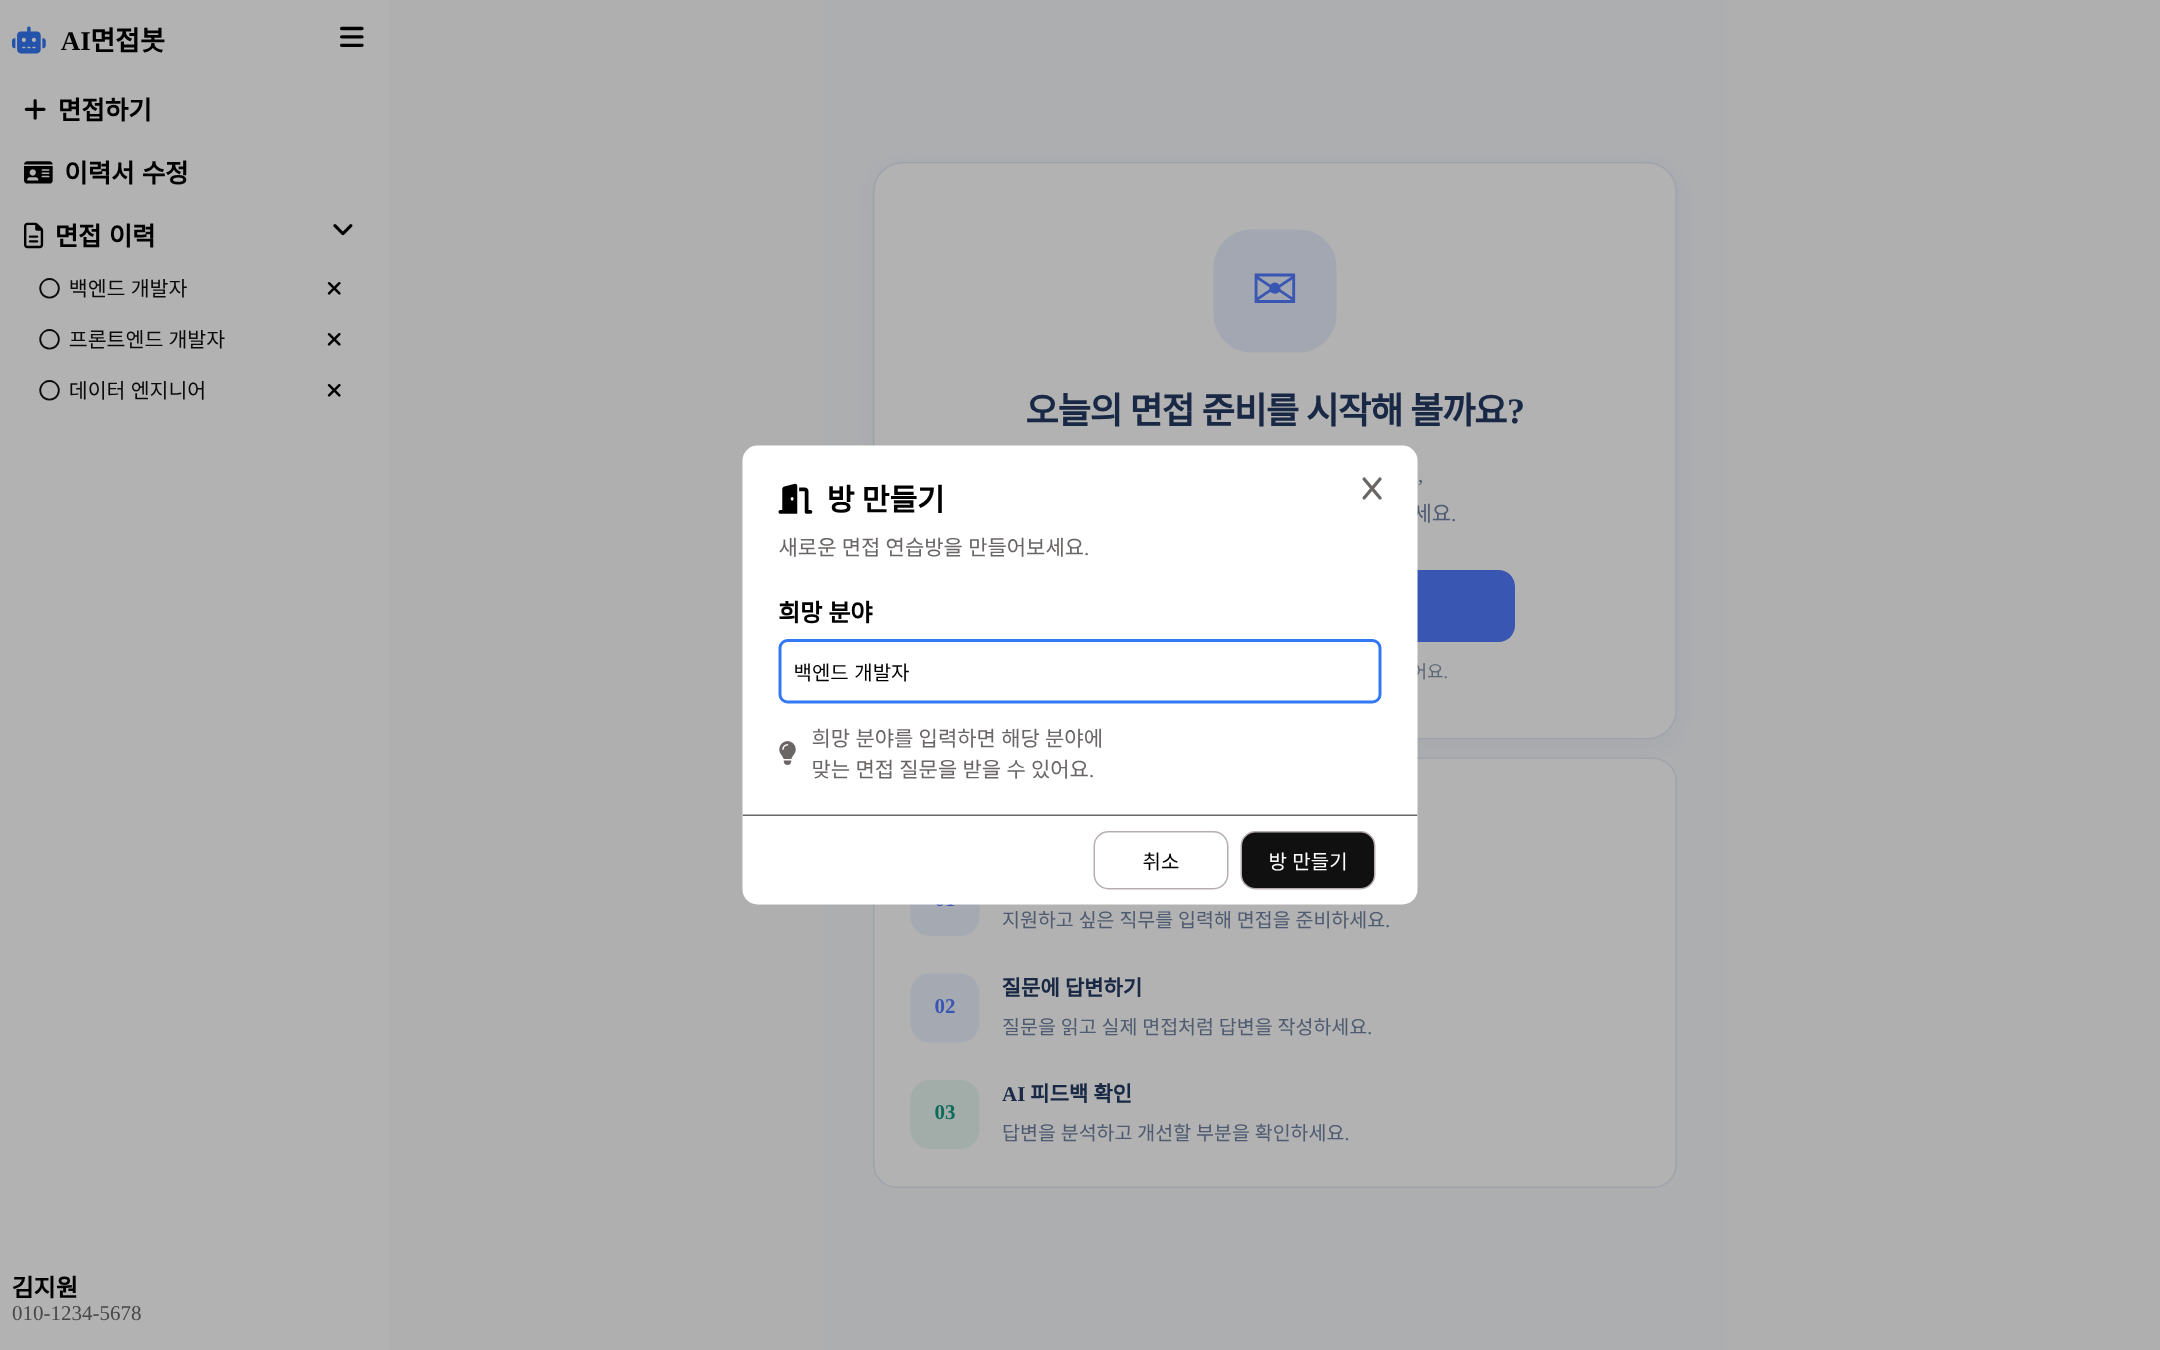 AI면접봇
면접하기
이력서 수정
면접 이력
백엔드 개발자
프론트엔드 개발자
데이터 엔지니어
김지원
010-1234-5678
오늘의 면접 준비를 시작해 볼까요?
세요.
어요.
방 만들기
새로운 면접 연습방을 만들어보세요.
희망 분야
백엔드 개발자
희망 분야를 입력하면 해당 분야에
맞는 면접 질문을 받을 수 있어요.
취소
방 만들기
지원하고 싶은 직무를 입력해 면접을 준비하세요.
02
질문에 답변하기
질문을 읽고 실제 면접처럼 답변을 작성하세요.
03
AI 피드백 확인
답변을 분석하고 개선할 부분을 확인하세요.